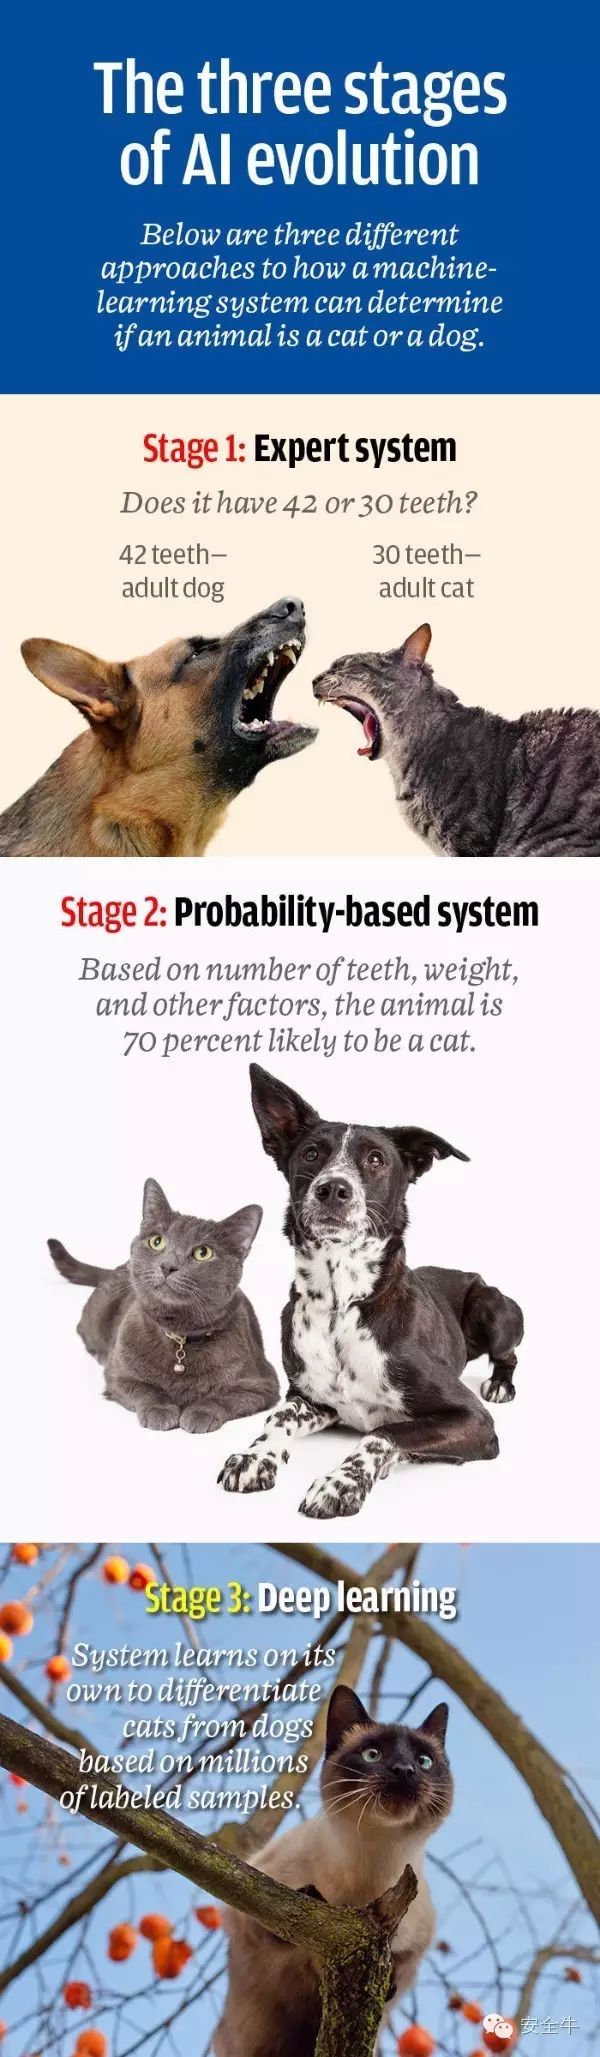 The three stages
of AI evolution
Below are three different
approaches to how a machine-
learning system can determine
if an animal is a cat or a dog.
Stage 1: Expert system
Does it have 42 or 30 teeth?
42 teeth—
adult dog
30 teeth—
adult cat
Stage 2: Probability-based system
Based on number of teeth, weight,
and other factors, the animal is
70 percent likely to be a cat.
Stage 3: Deep learning
System learns on its
own to differentiate
cats from dogs
based on millions
of labeled samples.
安全牛